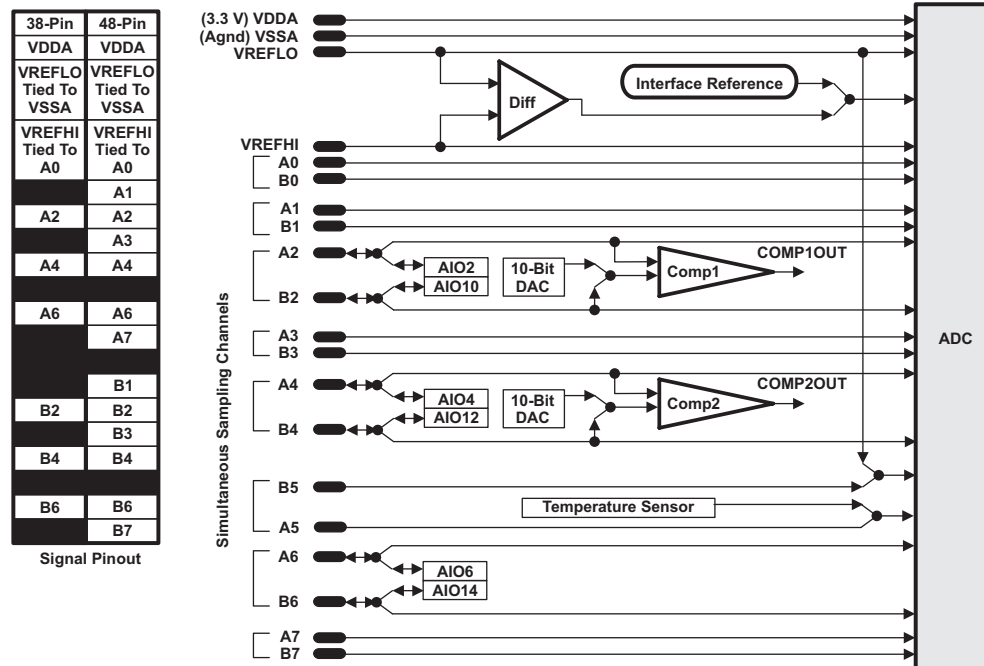 38-Pin 48-Pin
VDDA VDDA
VREFLO VREFLO
Tied To Tied To
VSSA VSSA
VREFHI VREFHI
Tied To Tied To
A0 A0
A1
A2 A2
A3
A4 A4
A6 A6
A7
B1
B2 B2
B3
B4 B4
B6 B6
B7
Signal Pinout
Simultaneous Sampling Channels
(3.3 V) VDDA
(Agnd) VSSA
VREFLO
Interface Reference
Diff
VREFHI
A0
B0
A1
B1
A2
COMP1OUT
AIO2
AIO10
10-Bit
DAC
Comp1
B2
A3
B3
ADC
A4
COMP2OUT
AIO4
AIO12
10-Bit
DAC
Comp2
B4
B5
Temperature Sensor
A5
A6
AIO6
AIO14
B6
A7
B7